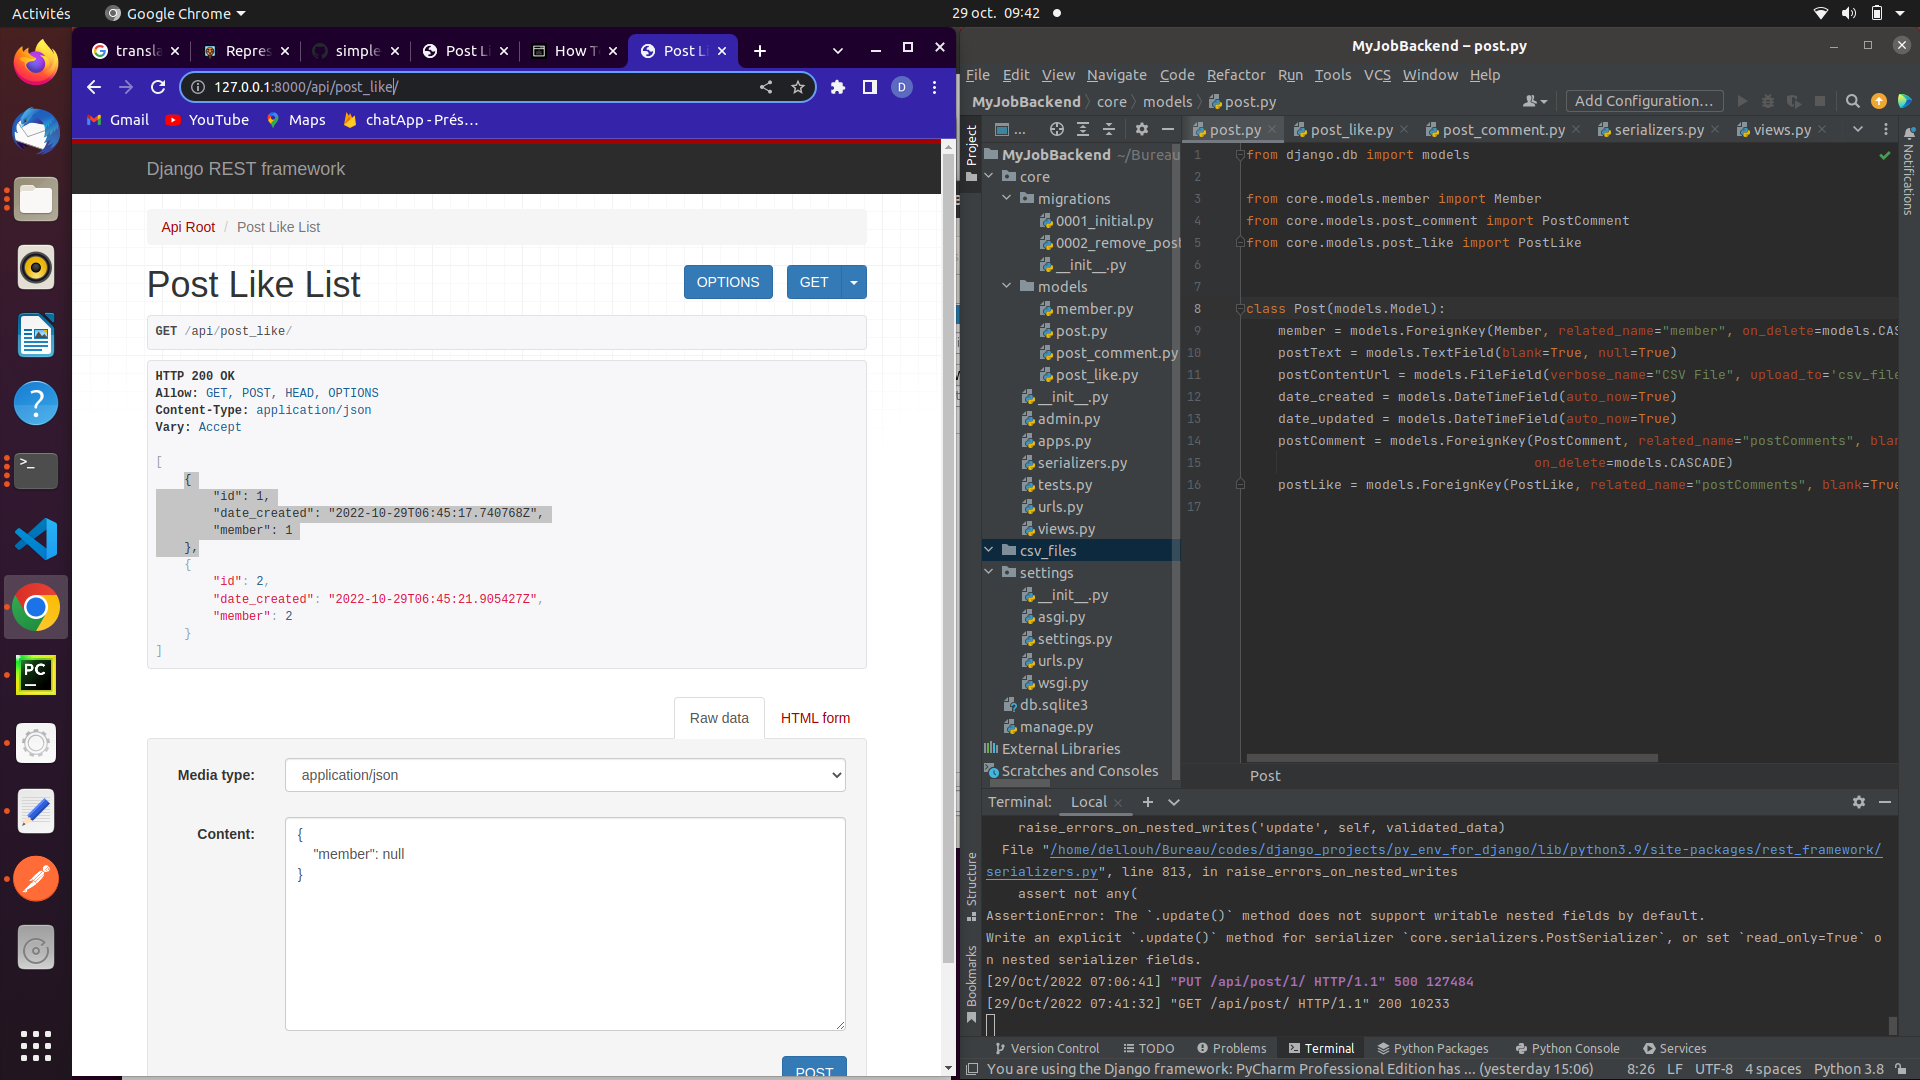 Activités
Google Chrome
29 oct. 09:42
transla
Repres
simple
Post Li
How T
Post Li
127.0.0.1:8000/api/post_like/
D
Gmail
YouTube
Maps
chatApp - Prés…
Django REST framework
Api Root / Post Like List
Post Like List
OPTIONS
GET
GET /api/post_like/
HTTP 200 OK
Allow: GET, POST, HEAD, OPTIONS
Content-Type: application/json
Vary: Accept
[
{
"id": 1,
"date_created": "2022-10-29T06:45:17.740768Z",
"member": 1
},
{
"id": 2,
"date_created": "2022-10-29T06:45:21.905427Z",
"member": 2
}
]
Raw data
HTML form
Media type:
application/json
Content:
{
"member": null
}
POST
MyJobBackend – post.py
File Edit View Navigate Code Refactor Run Tools VCS Window Help
MyJobBackend core models post.py
Add Configuration...
Project
...
post.py
post_like.py
post_comment.py
serializers.py
views.py
Notifications
MyJobBackend ~/Bureau
core
migrations
0001_initial.py
0002_remove_post
__init__.py
models
member.py
post.py
post_comment.py
post_like.py
__init__.py
admin.py
apps.py
serializers.py
tests.py
urls.py
views.py
csv_files
settings
__init__.py
asgi.py
settings.py
urls.py
wsgi.py
db.sqlite3
manage.py
External Libraries
Scratches and Consoles
1 from django.db import models
2
3 from core.models.member import Member
4 from core.models.post_comment import PostComment
5 from core.models.post_like import PostLike
6
7
8 class Post(models.Model):
9 member = models.ForeignKey(Member, related_name="member", on_delete=models.CAS
10 postText = models.TextField(blank=True, null=True)
11 postContentUrl = models.FileField(verbose_name="CSV File", upload_to='csv_file
12 date_created = models.DateTimeField(auto_now=True)
13 date_updated = models.DateTimeField(auto_now=True)
14 postComment = models.ForeignKey(PostComment, related_name="postComments", blan
15 on_delete=models.CASCADE)
16 postLike = models.ForeignKey(PostLike, related_name="postComments", blank=True
17
Post
Terminal: Local
Structure
Bookmarks
raise_errors_on_nested_writes('update', self, validated_data)
File "/home/dellouh/Bureau/codes/django_projects/py_env_for_django/lib/python3.9/site-packages/rest_framework/
serializers.py", line 813, in raise_errors_on_nested_writes
assert not any(
AssertionError: The `.update()` method does not support writable nested fields by default.
Write an explicit `.update()` method for serializer `core.serializers.PostSerializer`, or set `read_only=True` o
n nested serializer fields.
[29/Oct/2022 07:06:41] "PUT /api/post/1/ HTTP/1.1" 500 127484
[29/Oct/2022 07:41:32] "GET /api/post/ HTTP/1.1" 200 10233
Version Control
TODO
Problems
Terminal
Python Packages
Python Console
Services
You are using the Django framework: PyCharm Professional Edition has ... (yesterday 15:06)
8:26 LF UTF-8 4 spaces Python 3.8
PC